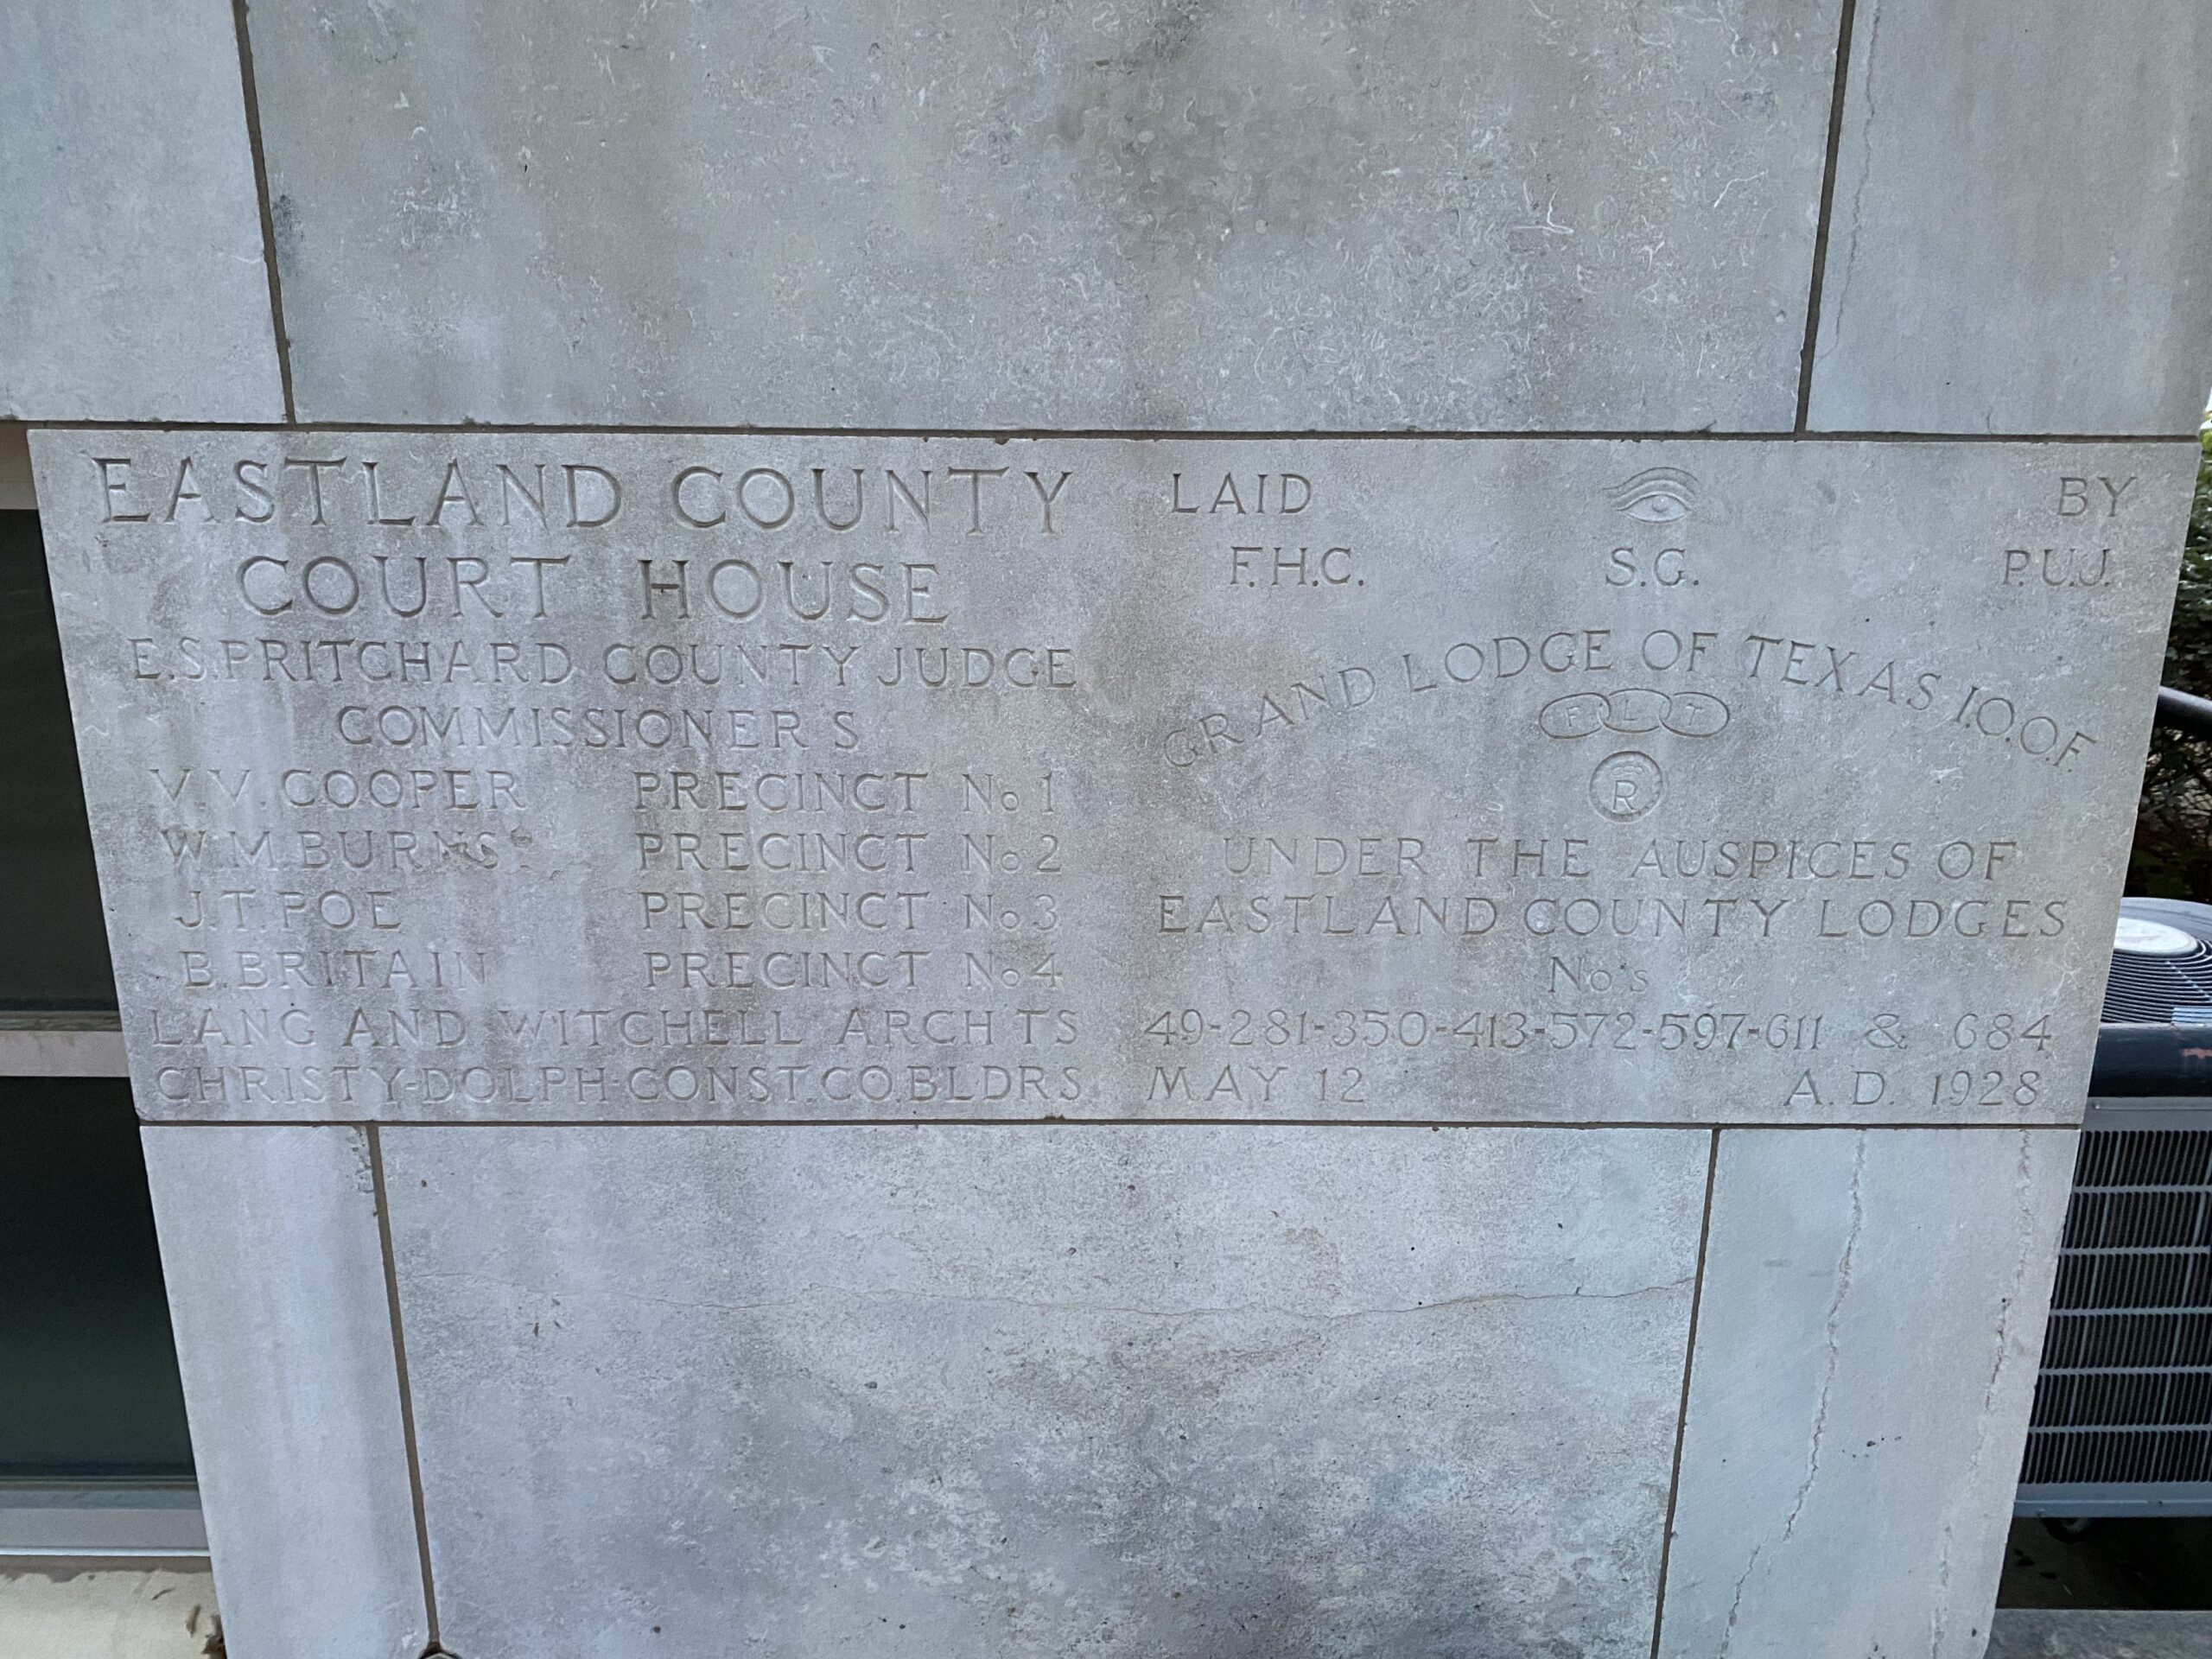 EASTLAND COUNTY
COURT HOUSE
E.S. PRITCHARD COUNTY JUDGE
COMMISSIONERS
V.V. COOPER PRECINCT No 1
W.M. BURNS PRECINCT No 2
J.T. POE PRECINCT No 3
B. BRITAIN PRECINCT No 4
LANG AND WITCHELL ARCH'TS
CHRISTY-DOLPH-CONST. CO. BLDRS
LAID BY
F.H.C. S.G. P.U.J.
GRAND LODGE OF TEXAS I.O.O.F.
F L T
R
UNDER THE AUSPICES OF
EASTLAND COUNTY LODGES
No's
49-281-350-413-572-597-611 & 684
MAY 12 A.D. 1928